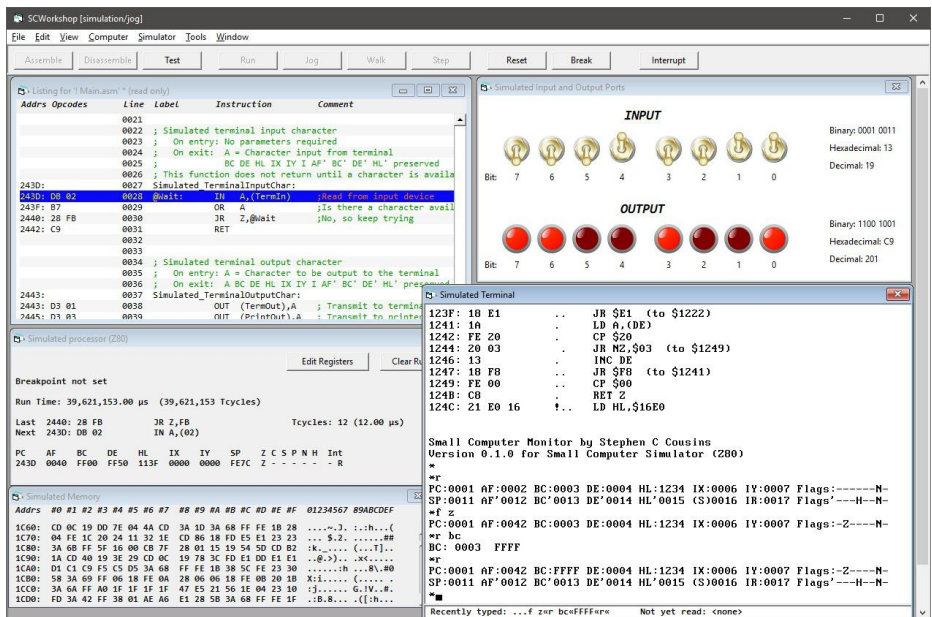 SCWorkshop [simulation/jog]
File Edit View Computer Simulator Tools Window
Assemble Disassemble Test Run Jog Walk Step Reset Break Interrupt
Listing for '! Main.asm' * (read only)
Addrs Opcodes Line Label Instruction Comment
0021
0022 ; Simulated terminal input character
0023 ; On entry: No parameters required
0024 ; On exit: A = Character input from terminal
0025 ; BC DE HL IX IY I AF' BC' DE' HL' preserved
0026 ; This function does not return until a character is availa
243D: 0027 Simulated_TerminalInputChar:
243D: DB 02 0028 @Wait: IN A,(TermIn) ;Read from input device
243F: B7 0029 OR A ;Is there a character avail
2440: 28 FB 0030 JR Z,@Wait ;No, so keep trying
2442: C9 0031 RET
0032
0033
0034 ; Simulated terminal output character
0035 ; On entry: A = Character to be output to the terminal
0036 ; On exit: A BC DE HL IX IY I AF' BC' DE' HL' preserved
2443: 0037 Simulated_TerminalOutputChar:
2443: D3 01 0038 OUT (TermOut),A ; Transmit to termina
2445: D3 03 0039 OUT (PrintOut),A ; Transmit to printer
Simulated Input and Output Ports
INPUT
Binary: 0001 0011
Hexadecimal: 13
Decimal: 19
Bit: 7 6 5 4 3 2 1 0
OUTPUT
Binary: 1100 1001
Hexadecimal: C9
Decimal: 201
Bit: 7 6 5 4 3 2 1 0
Simulated processor (Z80)
Edit Registers Clear Ru
Breakpoint not set
Run Time: 39,621,153.00 µs (39,621,153 Tcycles)
Last 2440: 28 FB JR Z,FB Tcycles: 12 (12.00 µs)
Next 243D: DB 02 IN A,(02)
PC AF BC DE HL IX IY SP Z C S P N H Int
243D 0040 FF00 FF50 113F 0000 0000 FE7C Z - - - - - R
Simulated Memory
Addrs #0 #1 #2 #3 #4 #5 #6 #7 #8 #9 #A #B #C #D #E #F 01234567 89ABCDEF
1C60: CD 0C 19 DD 7E 04 4A CD 3A 1D 3A 68 FF FE 1B 28 ....~.J. :.:h...(
1C70: 04 FE 1C 20 24 11 32 1E CD 86 18 FD E5 E1 23 23 ... $.2. ......##
1C80: 3A 6B FF 5F 16 00 CB 7F 28 01 15 19 54 5D CD B2 :k._.... (...T]..
1C90: 1A CD 40 19 3E 29 CD 0C 19 78 3C FD E1 DD E1 E1 ..@.>).. .x<.....
1CA0: D1 C1 C9 F5 C5 D5 3A 68 FF FE 1B 38 5C FE 23 30 ......:h ...8\.#0
1CB0: 58 3A 69 FF 06 18 FE 0A 28 06 06 18 FE 0B 20 1B X:i..... (..... .
1CC0: 3A 6A FF A0 1F 1F 1F 1F 47 E5 21 56 1E 04 23 10 :j...... G.!V..#.
1CD0: FD 3A 42 FF 38 01 AE A6 E1 28 5B 3A 68 FF FE 1F .:B.8... .([:h...
Simulated Terminal
123F: 18 E1 .. JR $E1 (to $1222)
1241: 1A . LD A,(DE)
1242: FE 20 . CP $20
1244: 20 03 . JR NZ,$03 (to $1249)
1246: 13 . INC DE
1247: 18 F8 .. JR $F8 (to $1241)
1249: FE 00 .. CP $00
124B: C8 . RET Z
124C: 21 E0 16 !.. LD HL,$16E0
Small Computer Monitor by Stephen C Cousins
Version 0.1.0 for Small Computer Simulator (Z80)
*
*r
PC:0001 AF:0002 BC:0003 DE:0004 HL:1234 IX:0006 IY:0007 Flags:------N-
SP:0011 AF'0012 BC'0013 DE'0014 HL'0015 (S)0016 IR:0017 Flags'---H--N-
*f z
PC:0001 AF:0042 BC:0003 DE:0004 HL:1234 IX:0006 IY:0007 Flags:-Z----N-
*r bc
BC: 0003 FFFF
*r
PC:0001 AF:0042 BC:FFFF DE:0004 HL:1234 IX:0006 IY:0007 Flags:-Z----N-
SP:0011 AF'0012 BC'0013 DE'0014 HL'0015 (S)0016 IR:0017 Flags'---H--N-
*
Recently typed: ...f z«r bc«FFFF«r« Not yet read: <none>